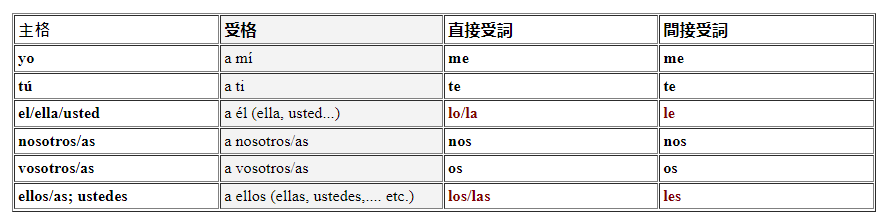 主格 受格 直接受詞 間接受詞
yo a mí me me
tú a ti te te
el/ella/usted a él (ella, usted...) lo/la le
nosotros/as a nosotros/as nos nos
vosotros/as a vosotros/as os os
ellos/as; ustedes a ellos (ellas, ustedes,.... etc.) los/las les